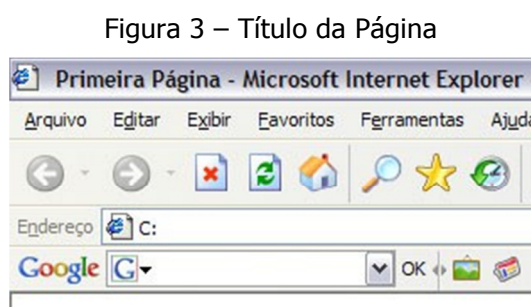 Figura 3 – Título da Página
Primeira Página - Microsoft Internet Explorer
Arquivo Editar Exibir Favoritos Ferramentas
Endereço C:
Google G OK